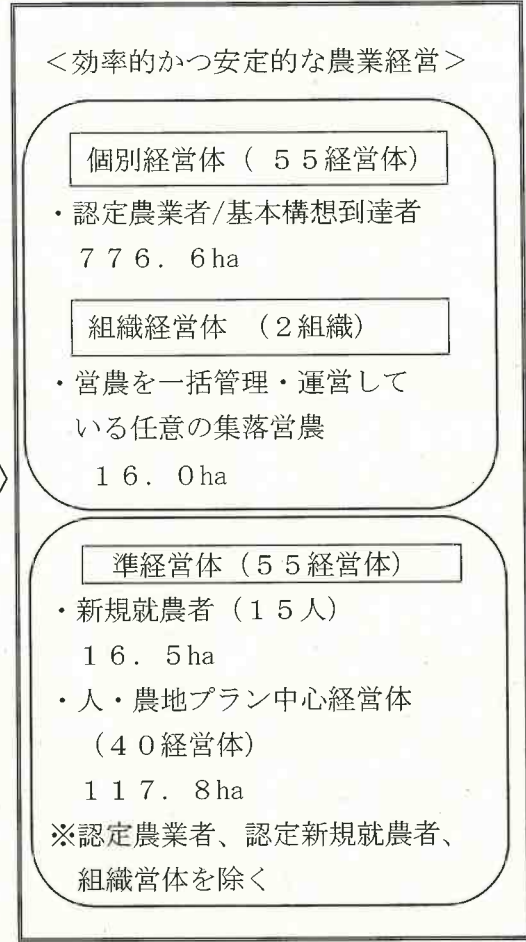 <効率的かつ安定的な農業経営>
個別経営体(55経営体)
・認定農業者/基本構想到達者
776.6ha
組織経営体 (2組織)
・営農を一括管理・運営して
いる任意の集落営農
16.0ha
準経営体(55経営体)
・新規就農者(15人)
16.5ha
・人・農地プラン中心経営体
(40経営体)
117.8ha
※認定農業者、認定新規就農者、
組織営体を除く